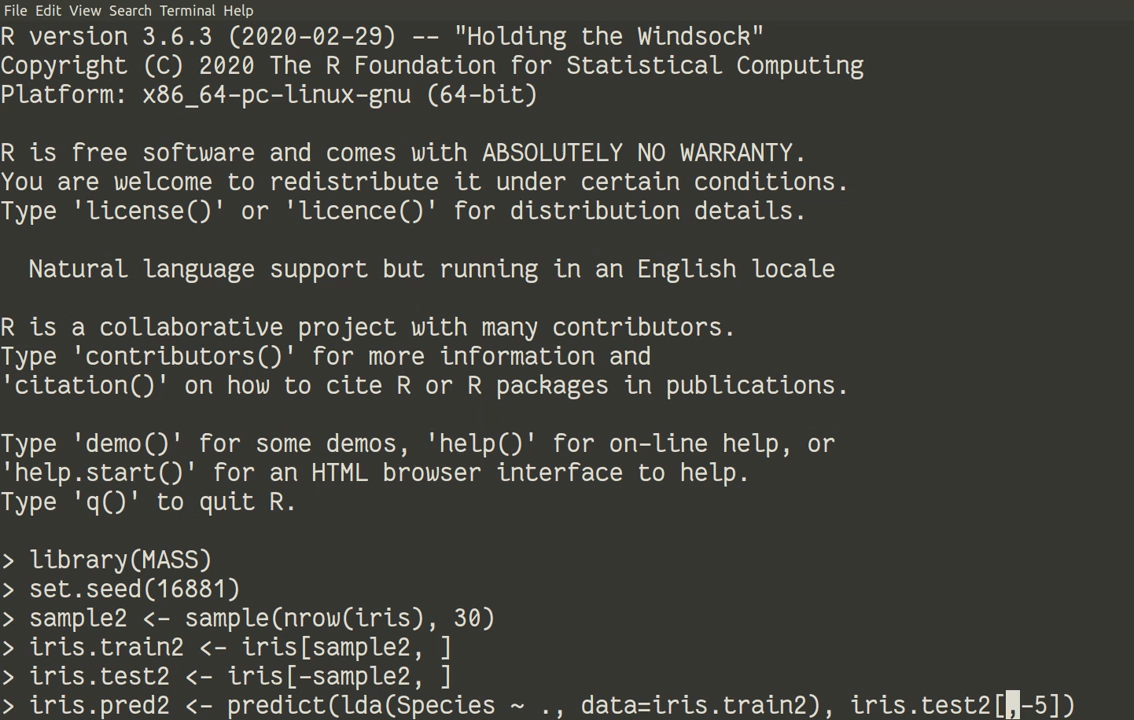 File Edit View Search Terminal Help
R version 3.6.3 (2020-02-29) -- "Holding the Windsock"
Copyright (C) 2020 The R Foundation for Statistical Computing
Platform: x86_64-pc-linux-gnu (64-bit)
R is free software and comes with ABSOLUTELY NO WARRANTY.
You are welcome to redistribute it under certain conditions.
Type 'license()' or 'licence()' for distribution details.
Natural language support but running in an English locale
R is a collaborative project with many contributors.
Type 'contributors()' for more information and
'citation()' on how to cite R or R packages in publications.
Type 'demo()' for some demos, 'help()' for on-line help, or
'help.start()' for an HTML browser interface to help.
Type 'q()' to quit R.
> library(MASS)
> set.seed(16881)
> sample2 <- sample(nrow(iris), 30)
> iris.train2 <- iris[sample2, ]
> iris.test2 <- iris[-sample2, ]
> iris.pred2 <- predict(lda(Species ~ ., data=iris.train2), iris.test2[,-5])